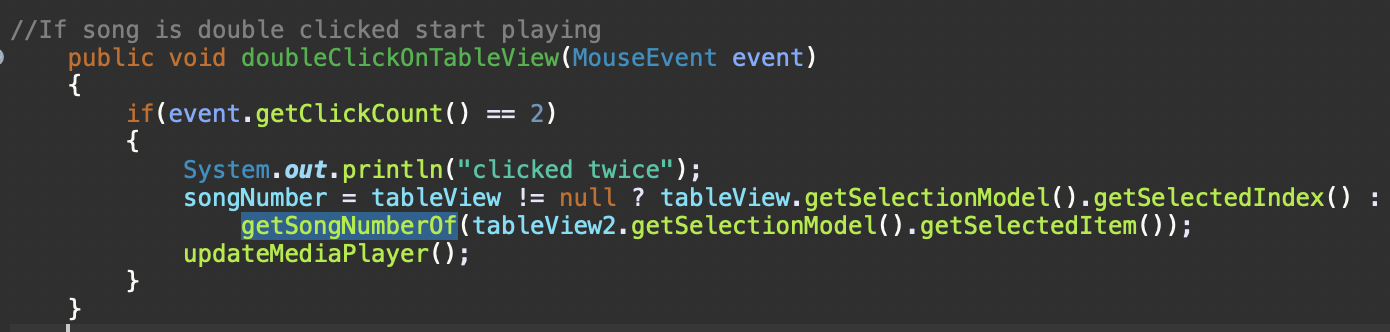 //If song is double clicked start playing
public void doubleClickOnTableView(MouseEvent event)
{
if(event.getClickCount() == 2)
{
System.out.println("clicked twice");
songNumber = tableView != null ? tableView.getSelectionModel().getSelectedIndex() :
getSongNumberOf(tableView2.getSelectionModel().getSelectedItem());
updateMediaPlayer();
}
}